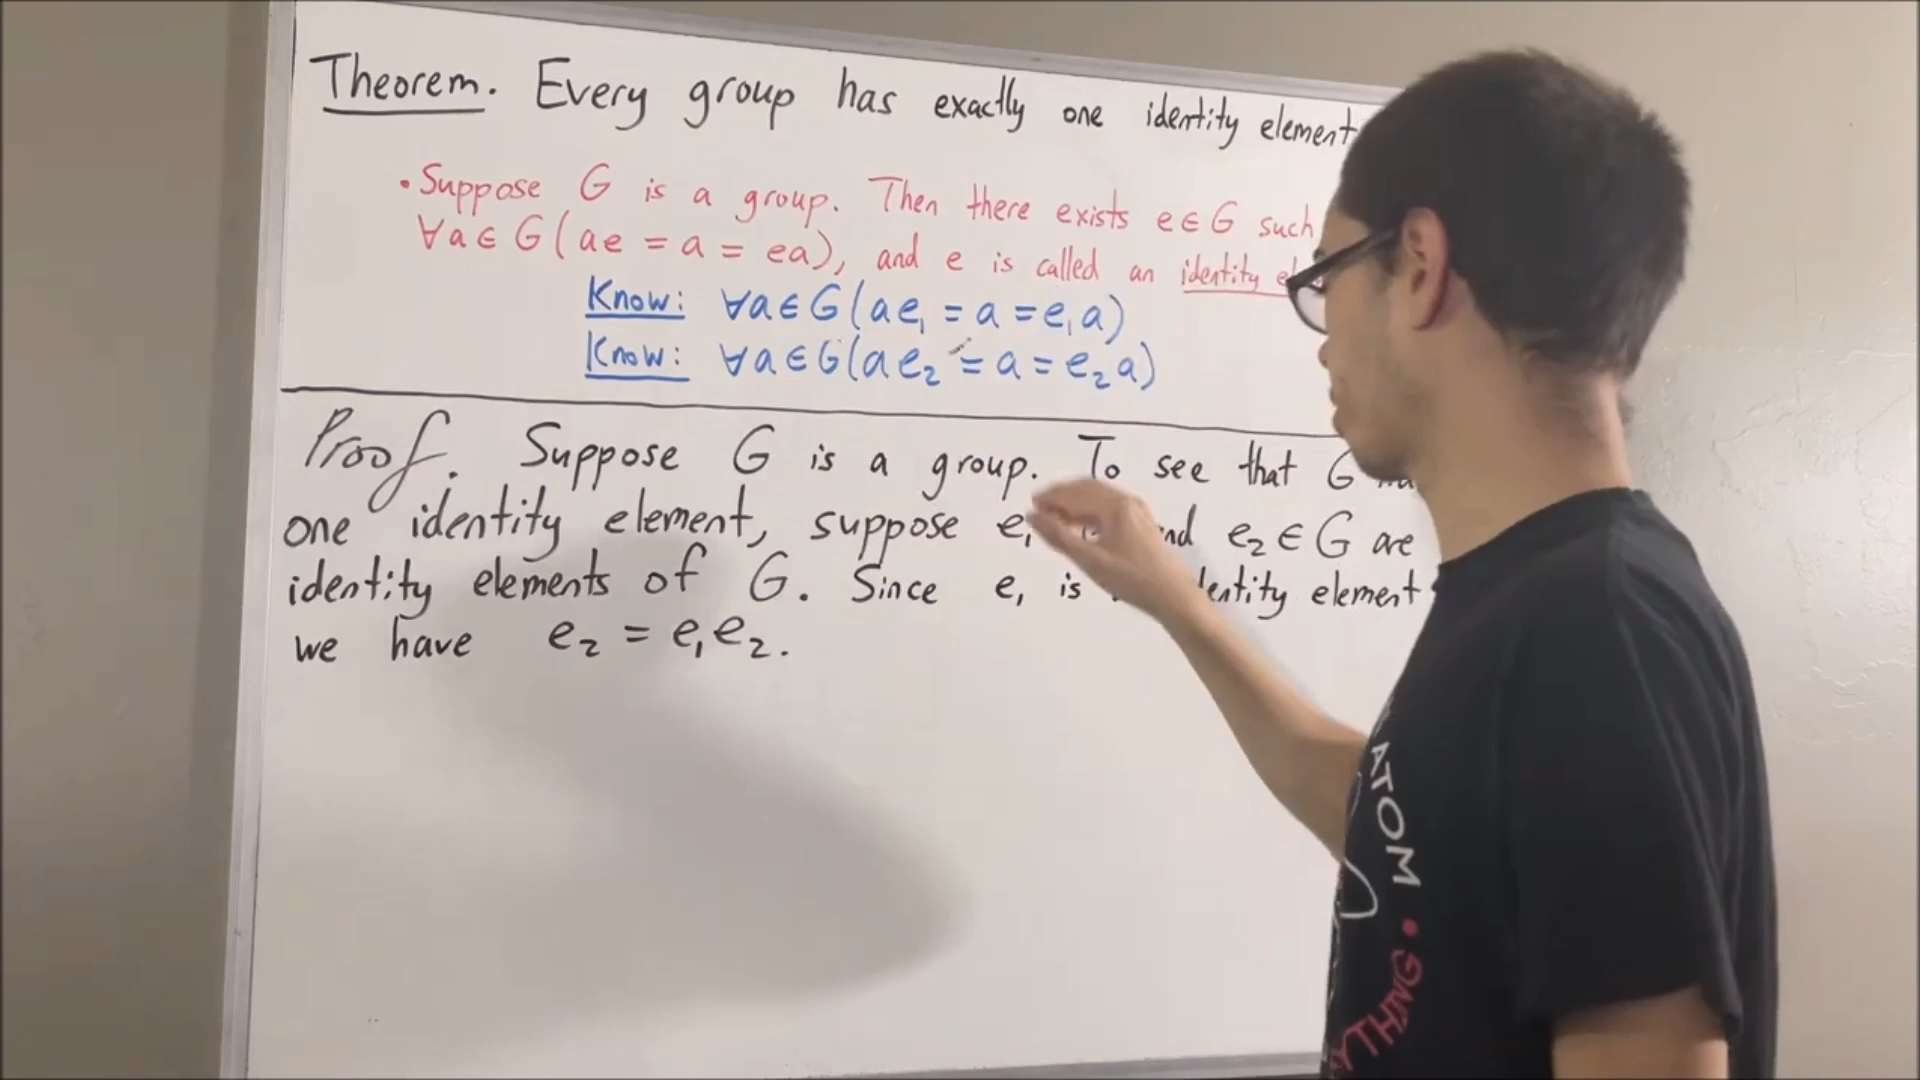 Theorem. Every group has exactly one identity element
• Suppose G is a group. Then there exists e ∈ G such
∀a ∈ G (ae = a = ea), and e is called an identity
Know: ∀a ∈ G (ae₁ = a = e₁a)
Know: ∀a ∈ G (ae₂ = a = e₂a)
Proof. Suppose G is a group. To see that G
one identity element, suppose e₁ and e₂ ∈ G are
identity elements of G. Since e₁ is identity element
we have e₂ = e₁e₂.
ATOM •